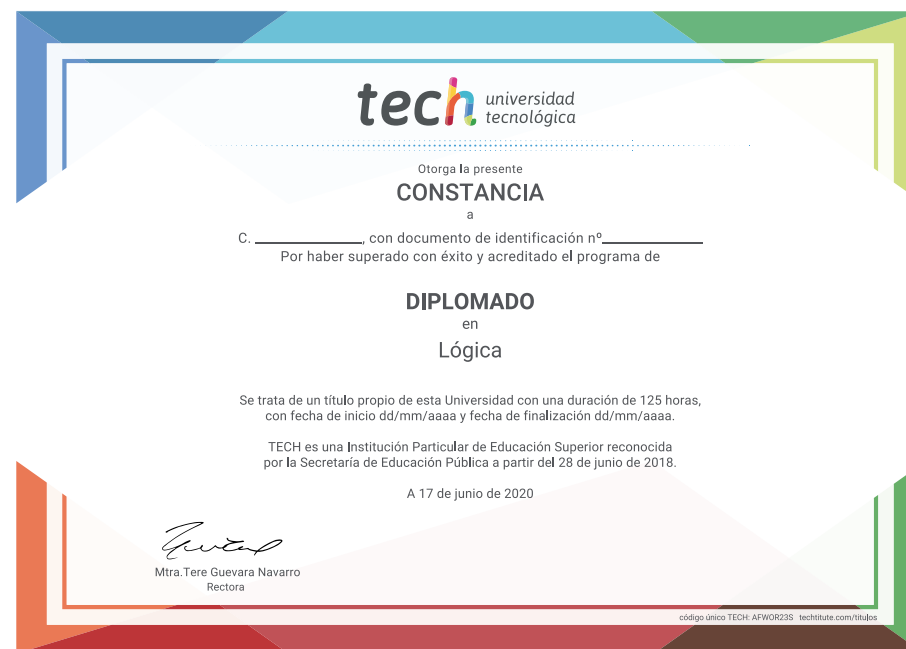 tech universidad
tecnológica
Otorga la presente
CONSTANCIA
a
C. ____________, con documento de identificación nº____________
Por haber superado con éxito y acreditado el programa de
DIPLOMADO
en
Lógica
Se trata de un título propio de esta Universidad con una duración de 125 horas,
con fecha de inicio dd/mm/aaaa y fecha de finalización dd/mm/aaaa.
TECH es una Institución Particular de Educación Superior reconocida
por la Secretaría de Educación Pública a partir del 28 de junio de 2018.
A 17 de junio de 2020
Mtra.Tere Guevara Navarro
Rectora
código único TECH: AFWOR23S techtitute.com/titulos